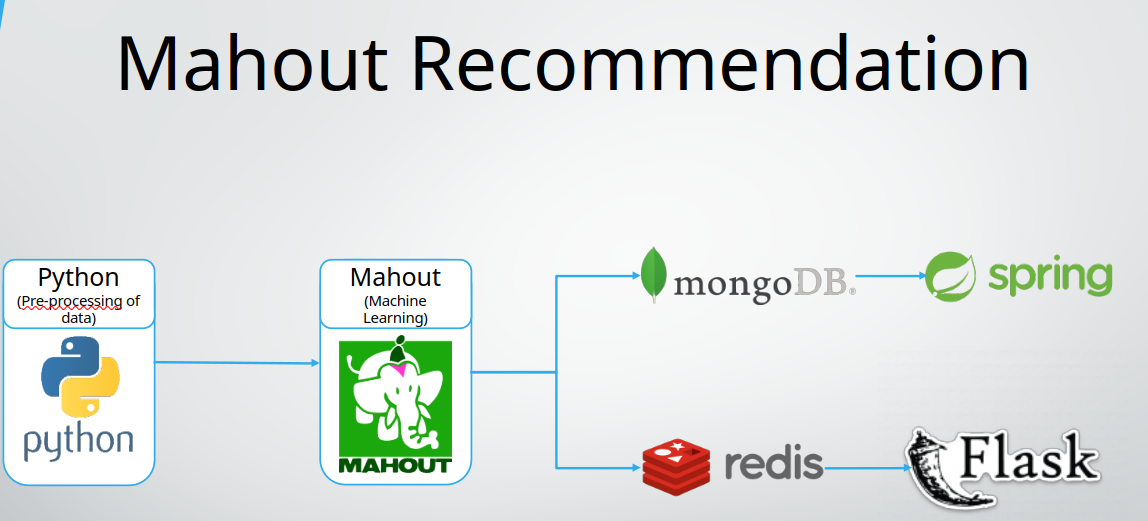 Mahout Recommendation
Python
(Pre-processing of
data)
python
Mahout
(Machine
Learning)
MAHOUT
mongoDB®
spring
redis
Flask